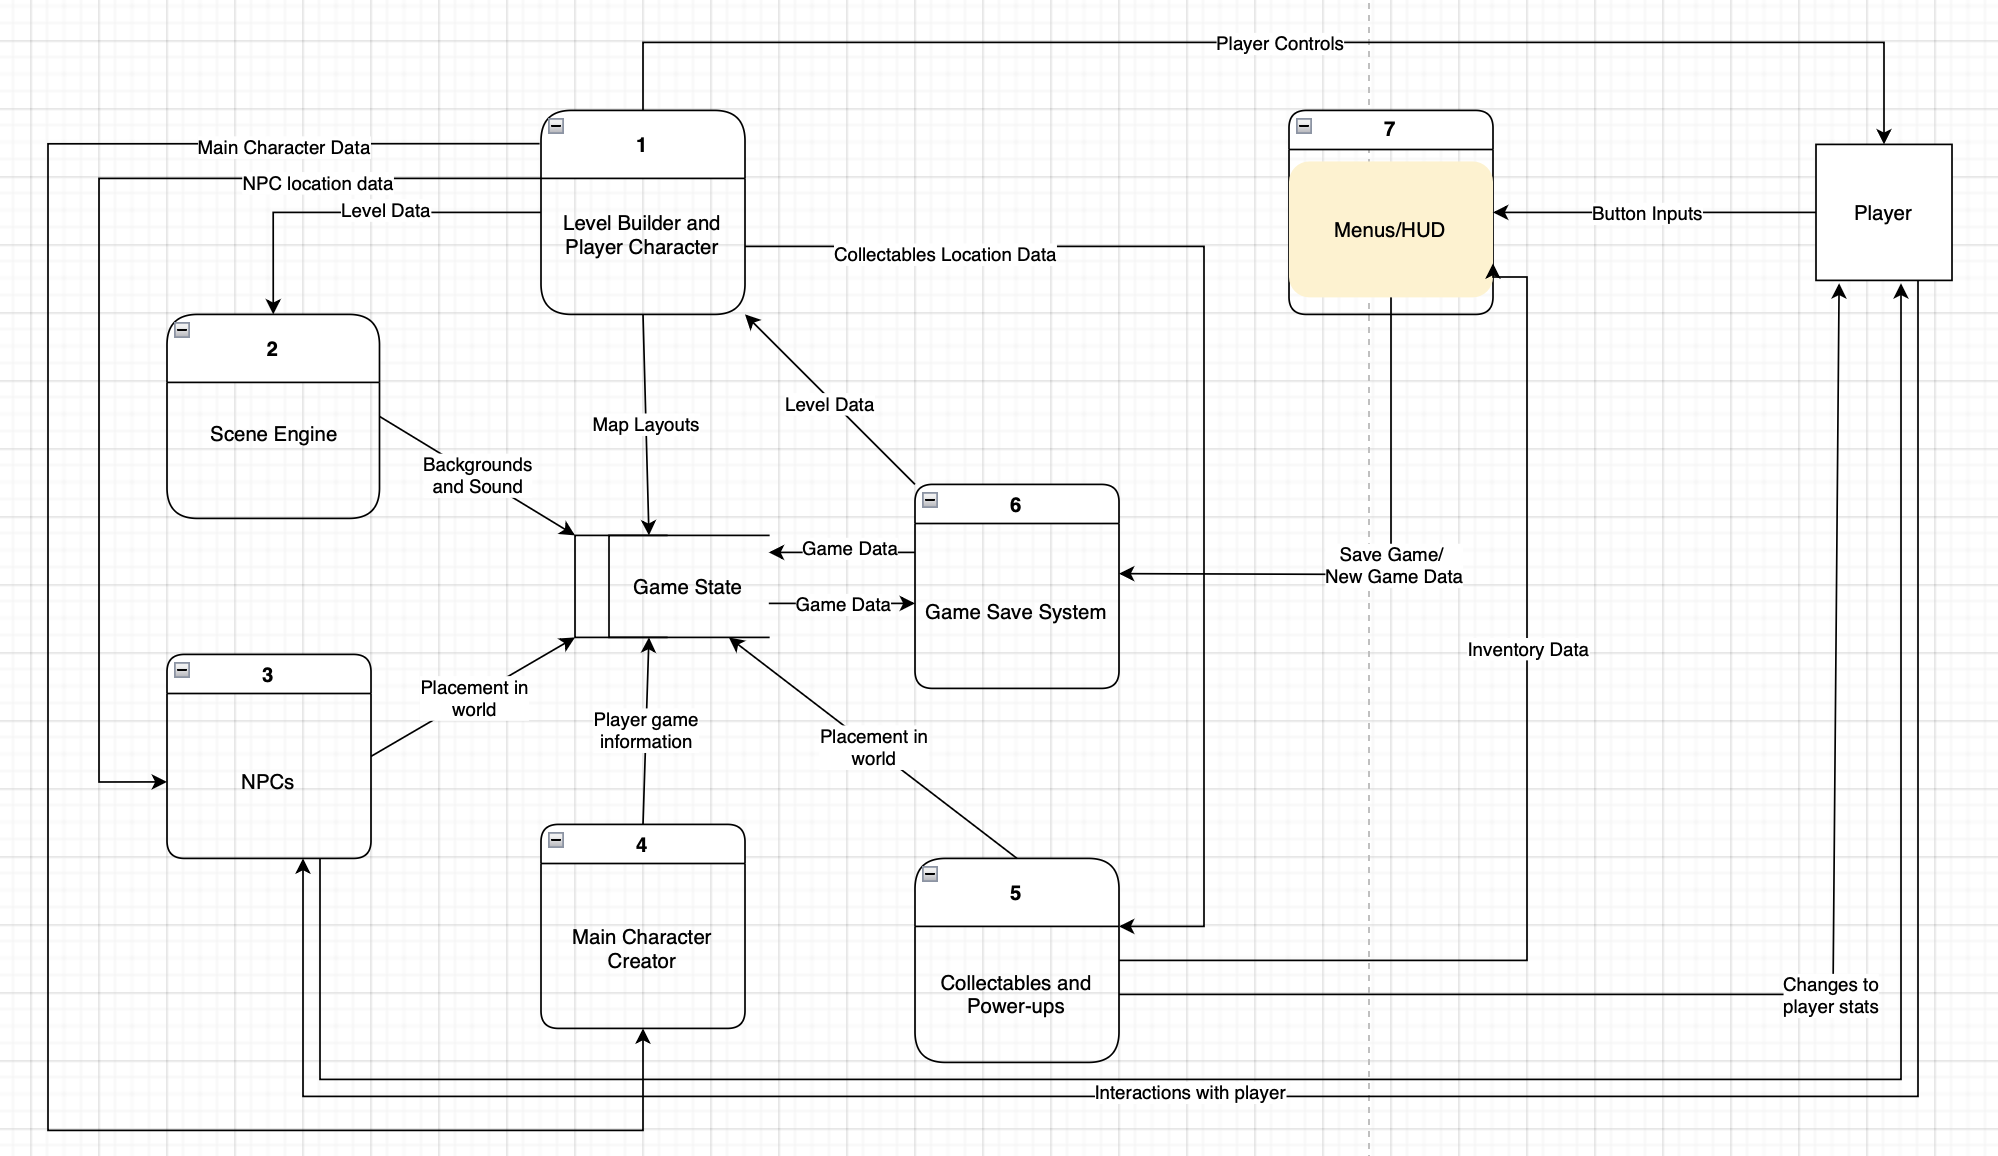 Player Controls
1
Level Builder and
Player Character
7
Menus/HUD
Main Character Data
NPC location data
Level Data
Collectables Location Data
Button Inputs
Player
2
Scene Engine
Map Layouts
Level Data
Backgrounds
and Sound
6
Game Save System
Game Data
Game State
Game Data
Save Game/
New Game Data
Inventory Data
3
NPCs
Placement in
world
Player game
information
Placement in
world
4
Main Character
Creator
5
Collectables and
Power-ups
Changes to
player stats
Interactions with player